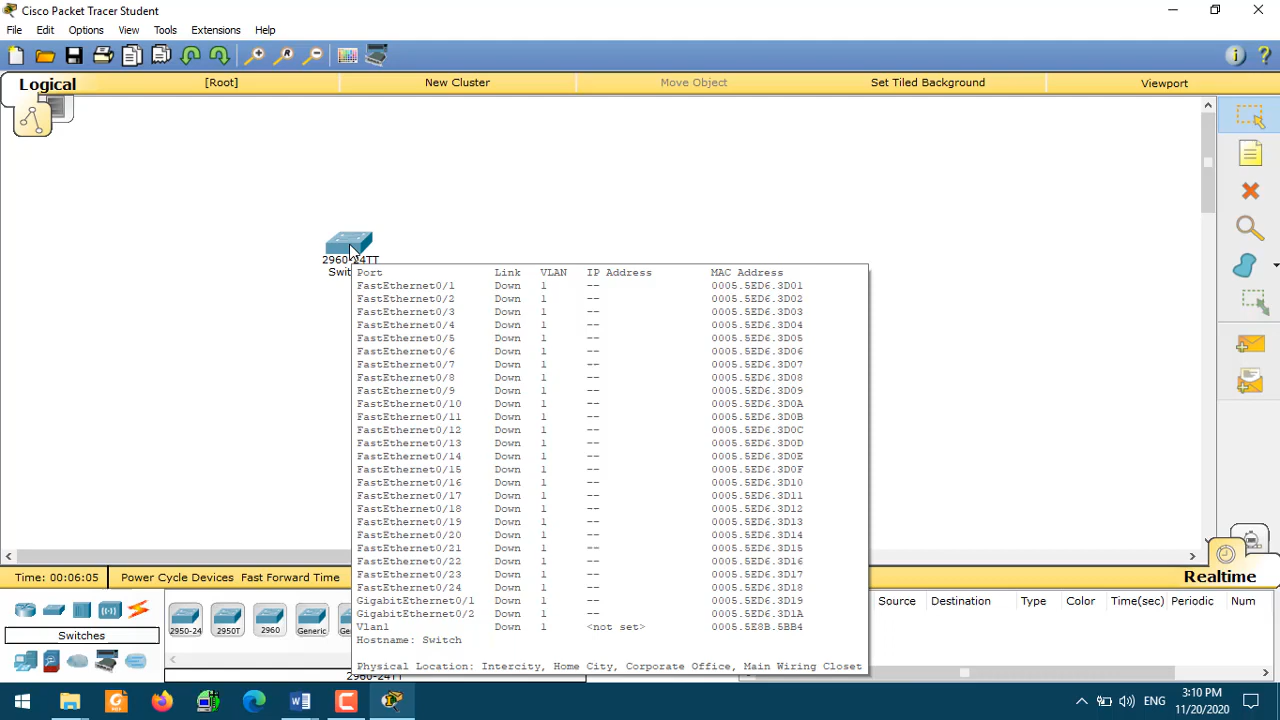 Cisco Packet Tracer Student
File Edit Options View Tools Extensions Help
Logical [Root] New Cluster Move Object Set Tiled Background Viewport
2960-24TT
Swit
Port Link VLAN IP Address MAC Address
FastEthernet0/1 Down 1 -- 0005.5ED6.3D01
FastEthernet0/2 Down 1 -- 0005.5ED6.3D02
FastEthernet0/3 Down 1 -- 0005.5ED6.3D03
FastEthernet0/4 Down 1 -- 0005.5ED6.3D04
FastEthernet0/5 Down 1 -- 0005.5ED6.3D05
FastEthernet0/6 Down 1 -- 0005.5ED6.3D06
FastEthernet0/7 Down 1 -- 0005.5ED6.3D07
FastEthernet0/8 Down 1 -- 0005.5ED6.3D08
FastEthernet0/9 Down 1 -- 0005.5ED6.3D09
FastEthernet0/10 Down 1 -- 0005.5ED6.3D0A
FastEthernet0/11 Down 1 -- 0005.5ED6.3D0B
FastEthernet0/12 Down 1 -- 0005.5ED6.3D0C
FastEthernet0/13 Down 1 -- 0005.5ED6.3D0D
FastEthernet0/14 Down 1 -- 0005.5ED6.3D0E
FastEthernet0/15 Down 1 -- 0005.5ED6.3D0F
FastEthernet0/16 Down 1 -- 0005.5ED6.3D10
FastEthernet0/17 Down 1 -- 0005.5ED6.3D11
FastEthernet0/18 Down 1 -- 0005.5ED6.3D12
FastEthernet0/19 Down 1 -- 0005.5ED6.3D13
FastEthernet0/20 Down 1 -- 0005.5ED6.3D14
FastEthernet0/21 Down 1 -- 0005.5ED6.3D15
FastEthernet0/22 Down 1 -- 0005.5ED6.3D16
FastEthernet0/23 Down 1 -- 0005.5ED6.3D17
FastEthernet0/24 Down 1 -- 0005.5ED6.3D18
GigabitEthernet0/1 Down 1 -- 0005.5ED6.3D19
GigabitEthernet0/2 Down 1 -- 0005.5ED6.3D1A
Vlan1 Down 1 <not set> 0005.5E8B.5BB4
Hostname: Switch
Physical Location: Intercity, Home City, Corporate Office, Main Wiring Closet
Time: 00:06:05 Power Cycle Devices Fast Forward Time Realtime
Source Destination Type Color Time(sec) Periodic Num
2950-24 2950T 2960 Generic
Switches
2960-24TT
ENG
3:10 PM
11/20/2020